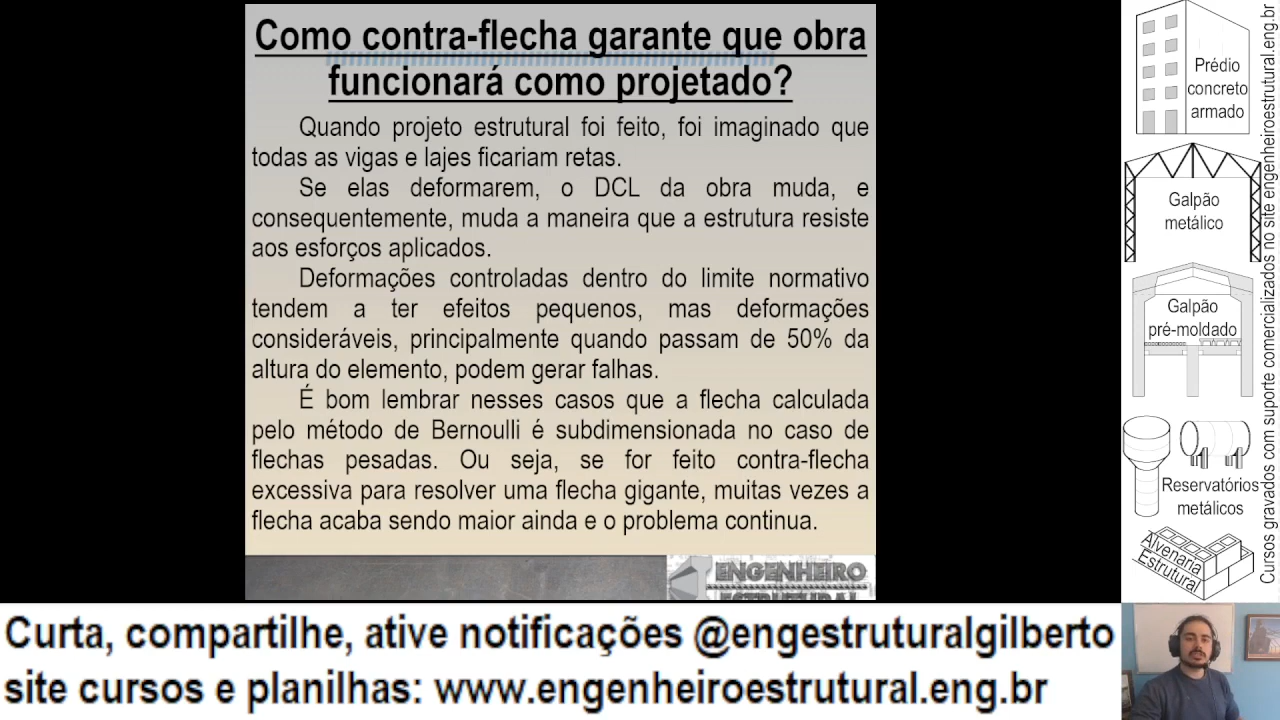 Como contra-flecha garante que obra
funcionará como projetado?
Quando projeto estrutural foi feito, foi imaginado que
todas as vigas e lajes ficariam retas.
Se elas deformarem, o DCL da obra muda, e
consequentemente, muda a maneira que a estrutura resiste
aos esforços aplicados.
Deformações controladas dentro do limite normativo
tendem a ter efeitos pequenos, mas deformações
consideráveis, principalmente quando passam de 50% da
altura do elemento, podem gerar falhas.
É bom lembrar nesses casos que a flecha calculada
pelo método de Bernoulli é subdimensionada no caso de
flechas pesadas. Ou seja, se for feito contra-flecha
excessiva para resolver uma flecha gigante, muitas vezes a
flecha acaba sendo maior ainda e o problema continua.
ENGENHEIRO
ESTRUTURAL
Prédio
concreto
armado
Galpão
metálico
Galpão
pré-moldado
Reservatórios
metálicos
Alvenaria
Estrutural
Cursos gravados com suporte comercializados no site engenheiroestrutural.eng.br
Curta, compartilhe, ative notificações @engestruturalgilberto
site cursos e planilhas: www.engenheiroestrutural.eng.br